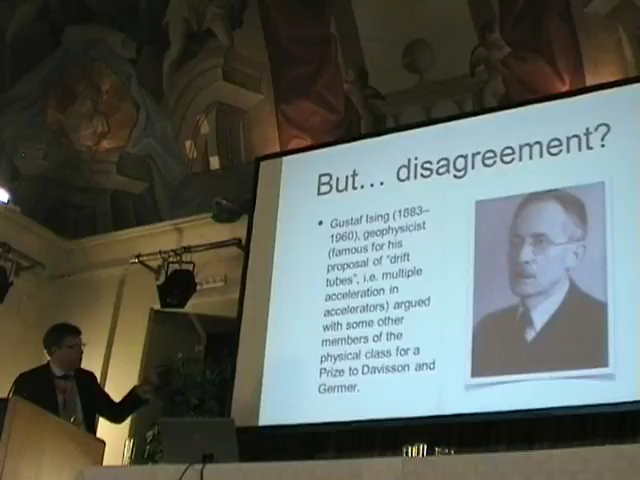 But... disagreement?
• Gustaf Ising (1883–
1960), geophysicist
(famous for his
proposal of "drift
tubes", i.e. multiple
acceleration in
accelerators) argued
with some other
members of the
physical class for a
Prize to Davisson and
Germer.